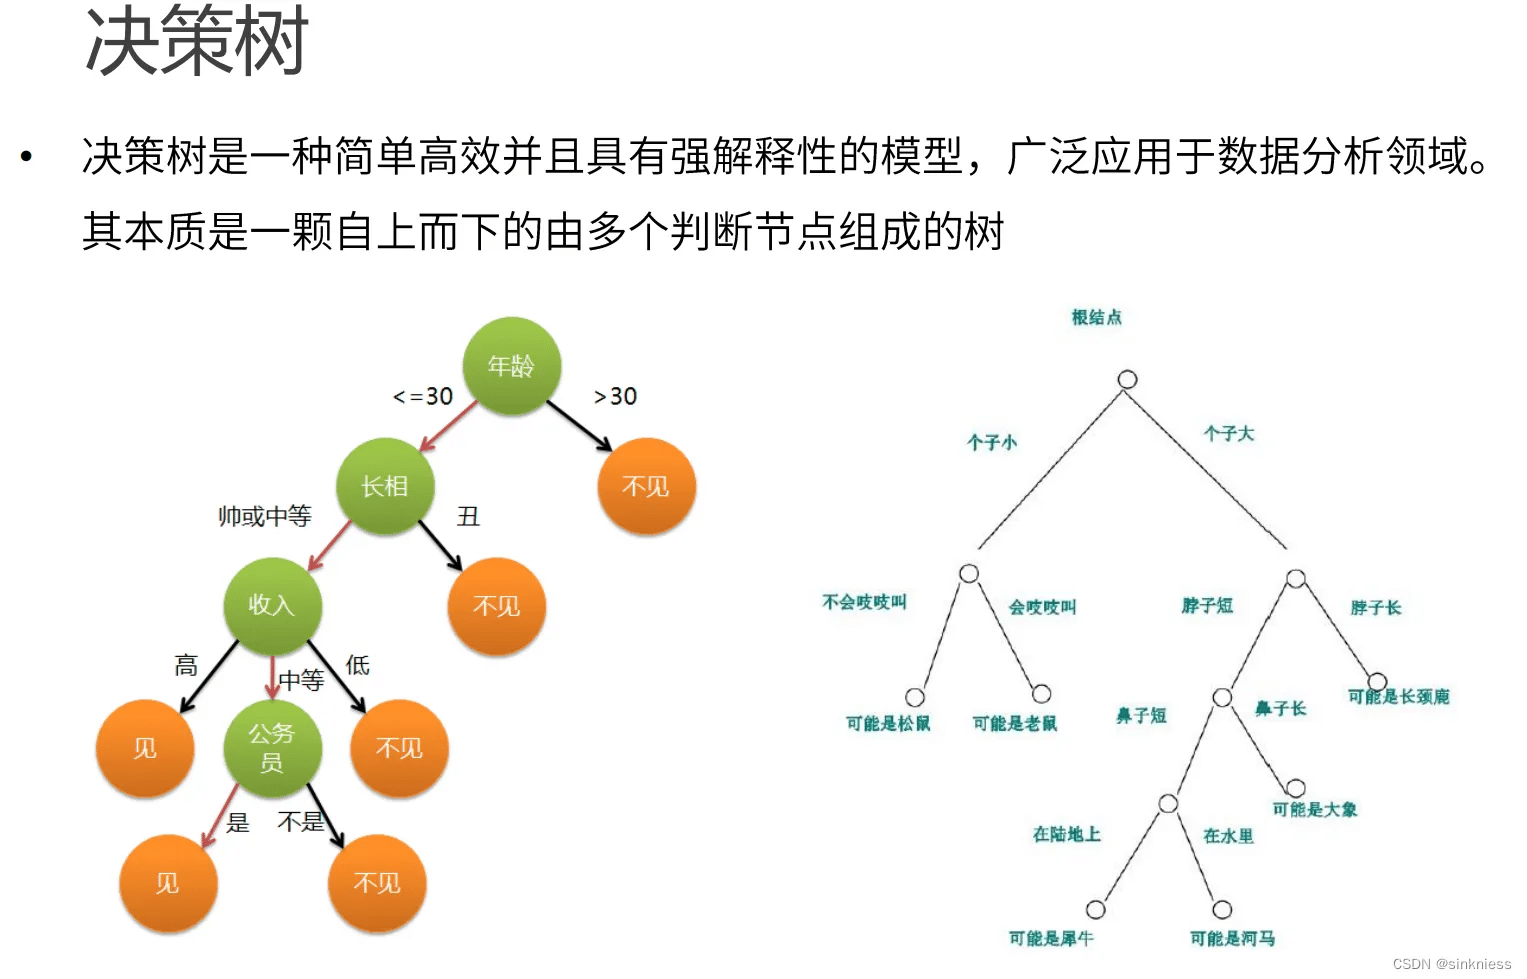 决策树
• 决策树是一种简单高效并且具有强解释性的模型，广泛应用于数据分析领域。
其本质是一颗自上而下的由多个判断节点组成的树
年龄
<=30
>30
长相
不见
帅或中等
丑
收入
不见
高
中等
低
见
公务
员
不见
是
不是
见
不见
根结点
个子小
个子大
不会吱吱叫
会吱吱叫
脖子短
脖子长
可能是松鼠
可能是老鼠
鼻子短
鼻子长
可能是长颈鹿
在陆地上
在水里
可能是大象
可能是犀牛
可能是河马
CSDN @sinkniess